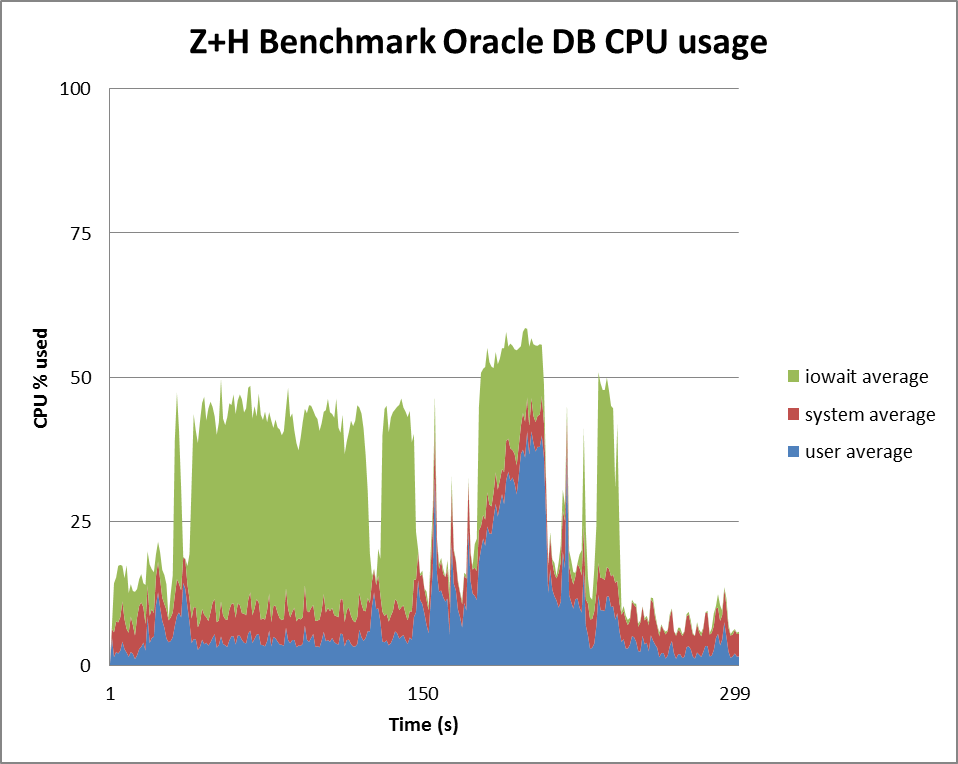 Z+H Benchmark Oracle DB CPU usage
100
75
50
25
0
CPU % used
1
150
299
Time (s)
iowait average
system average
user average